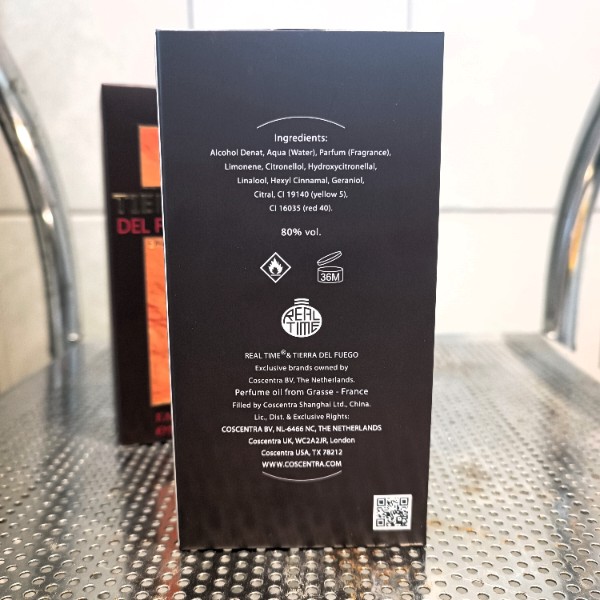 Ingredients:
Alcohol Denat, Aqua (Water), Parfum (Fragrance),
Limonene, Citronellol, Hydroxycitronellal,
Linalool, Hexyl Cinnamal, Geraniol,
Citral, CI 19140 (yellow 5),
CI 16035 (red 40).
80% vol.
36M
REAL
TIME
REAL TIME® & TIERRA DEL FUEGO
Exclusive brands owned by
Coscentra BV, The Netherlands.
Perfume oil from Grasse - France
Filled by Coscentra Shanghai Ltd., China.
Lic., Dist. & Exclusive Rights:
COSCENTRA BV, NL-6466 NC, THE NETHERLANDS
Coscentra UK, WC2A2JR, London
Coscentra USA, TX 78212
WWW.COSCENTRA.COM
TIER
DEL F